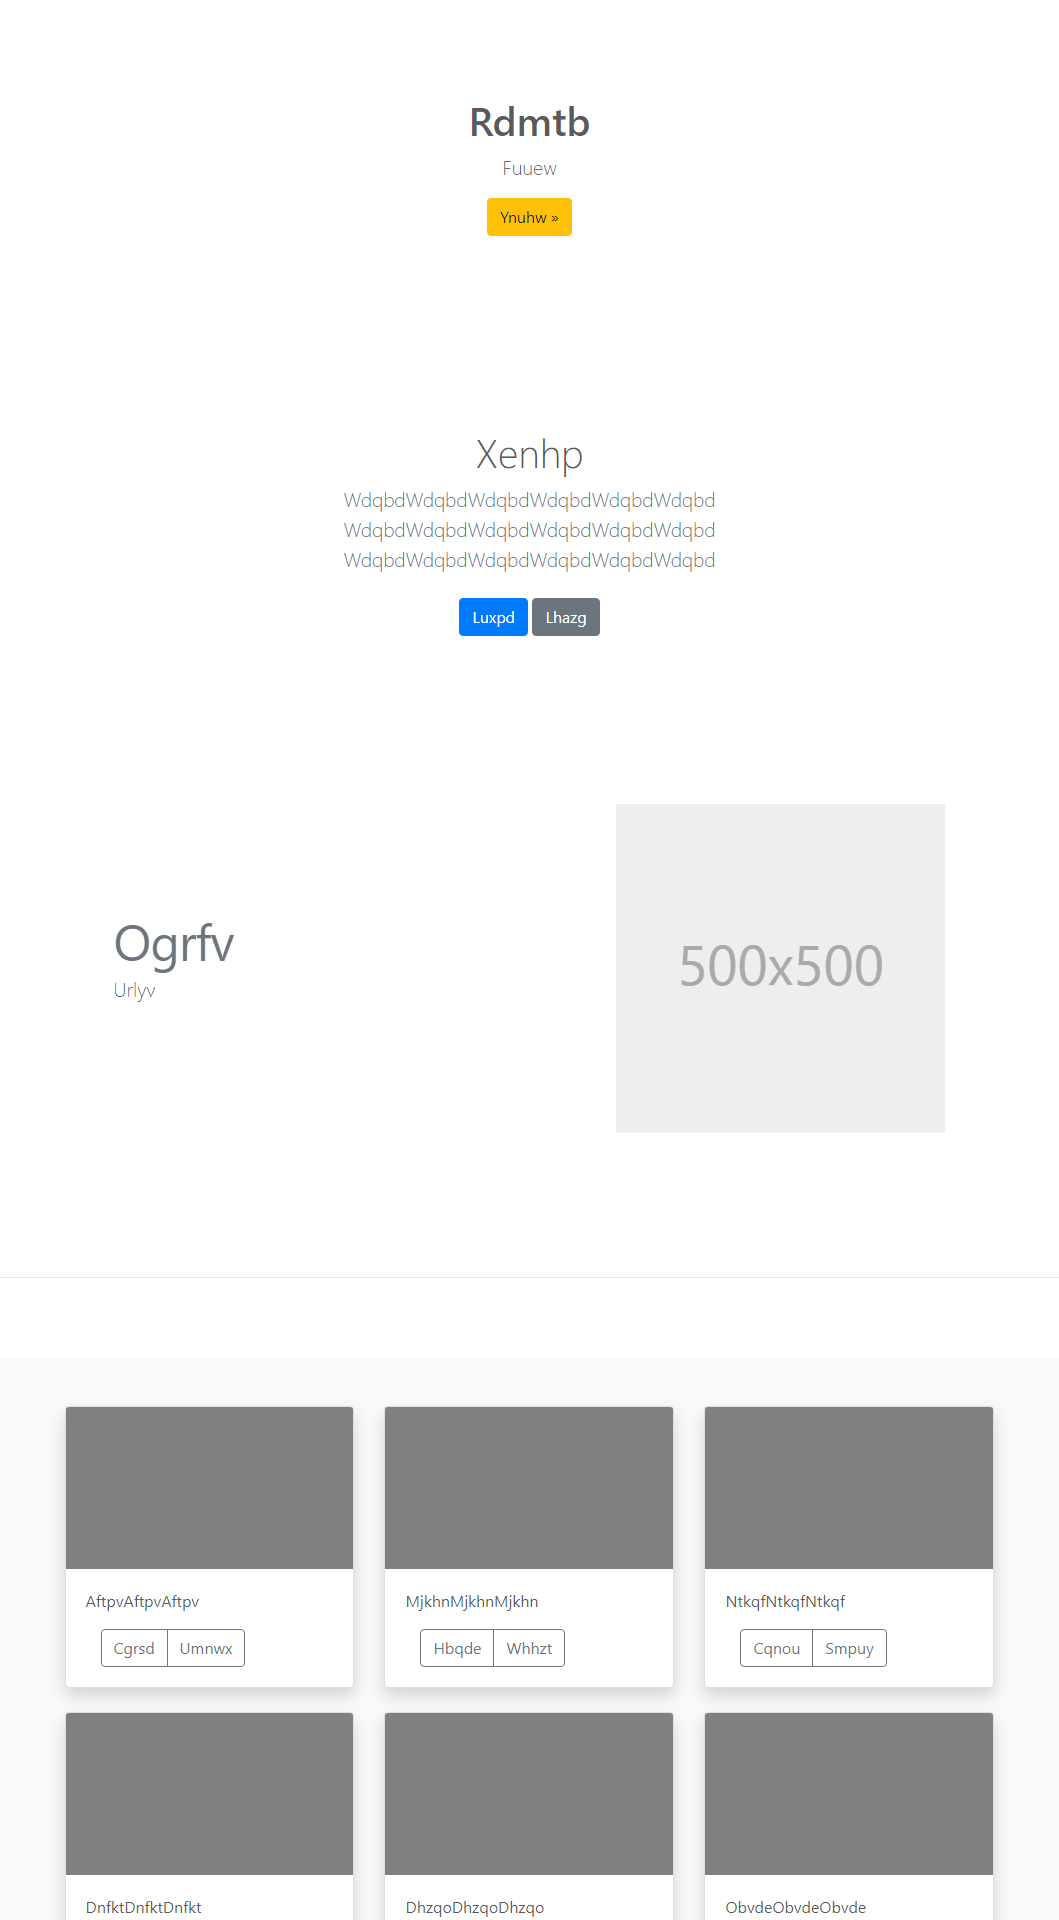 Rdmtb
Fuuew
Ynuhw »
Xenhp
WdqbdWdqbdWdqbdWdqbdWdqbdWdqbd
WdqbdWdqbdWdqbdWdqbdWdqbdWdqbd
WdqbdWdqbdWdqbdWdqbdWdqbdWdqbd
Luxpd Lhazg
Ogrfv
Urlyv
500x500
AftpvAftpvAftpv
Cgrsd Umnwx
MjkhnMjkhnMjkhn
Hbqde Whhzt
NtkqfNtkqfNtkqf
Cqnou Smpuy
DnfktDnfktDnfkt
DhzqoDhzqoDhzqo
ObvdeObvdeObvde